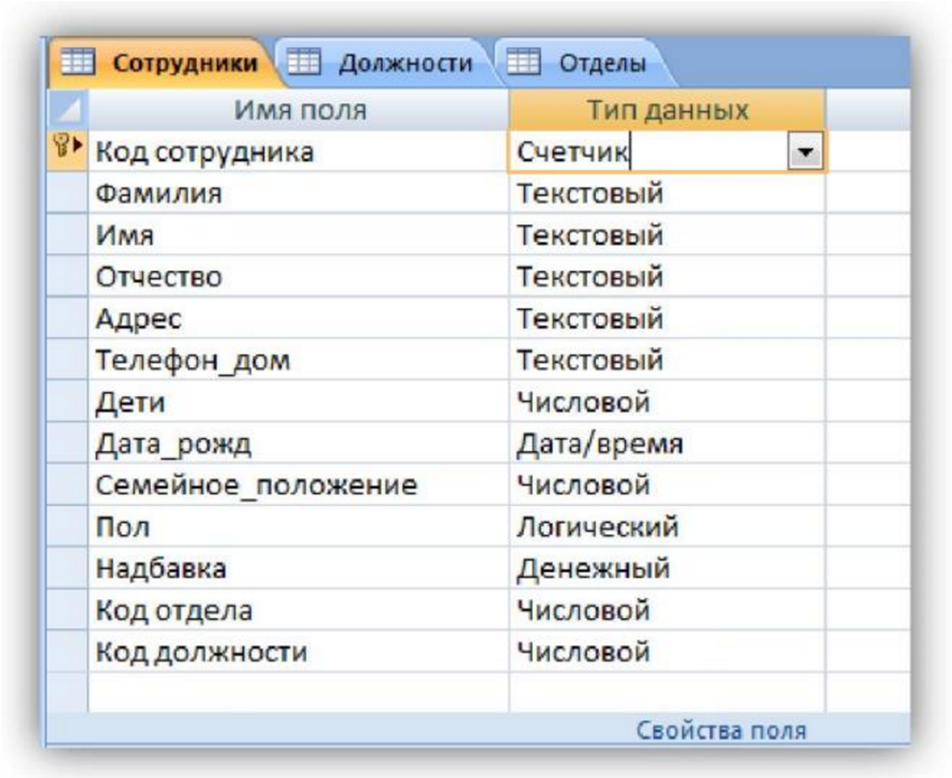 Сотрудники Должности Отделы
Имя поля Тип данных
Код сотрудника Счетчик
Фамилия Текстовый
Имя Текстовый
Отчество Текстовый
Адрес Текстовый
Телефон_дом Текстовый
Дети Числовой
Дата_рожд Дата/время
Семейное_положение Числовой
Пол Логический
Надбавка Денежный
Код отдела Числовой
Код должности Числовой
Свойства поля